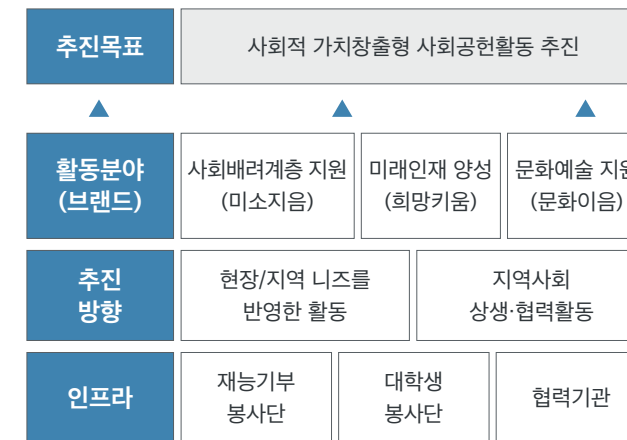 추진목표
사회적 가치창출형 사회공헌활동 추진
활동분야
(브랜드)
사회배려계층 지원
(미소지음)
미래인재 양성
(희망키움)
문화예술 지원
(문화이음)
추진
방향
현장/지역 니즈를
반영한 활동
지역사회
상생·협력활동
인프라
재능기부
봉사단
대학생
봉사단
협력기관